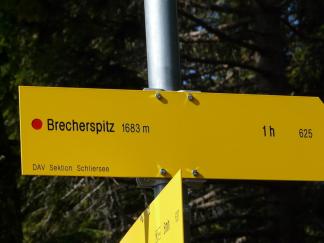 Brecherspitz 1683 m 1 h 625
DAV Sektion Schliersee